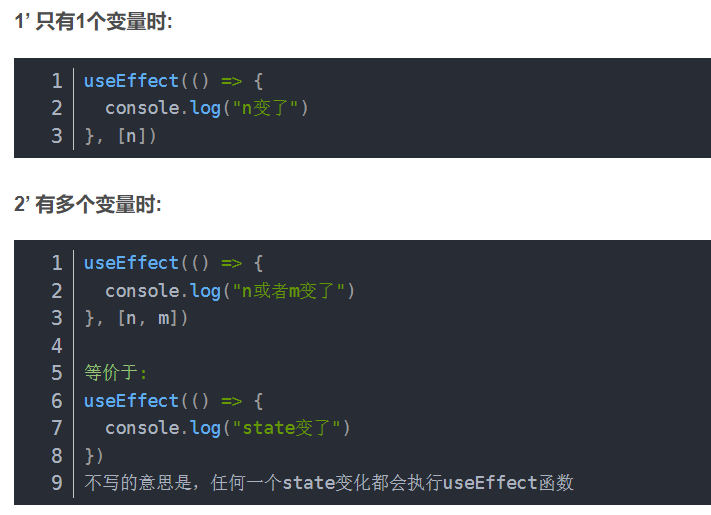 1’ 只有1个变量时:
1 useEffect(() => {
2   console.log("n变了")
3 }, [n])
2’ 有多个变量时:
1 useEffect(() => {
2   console.log("n或者m变了")
3 }, [n, m])
4
5 等价于:
6 useEffect(() => {
7   console.log("state变了")
8 })
9 不写的意思是，任何一个state变化都会执行useEffect函数